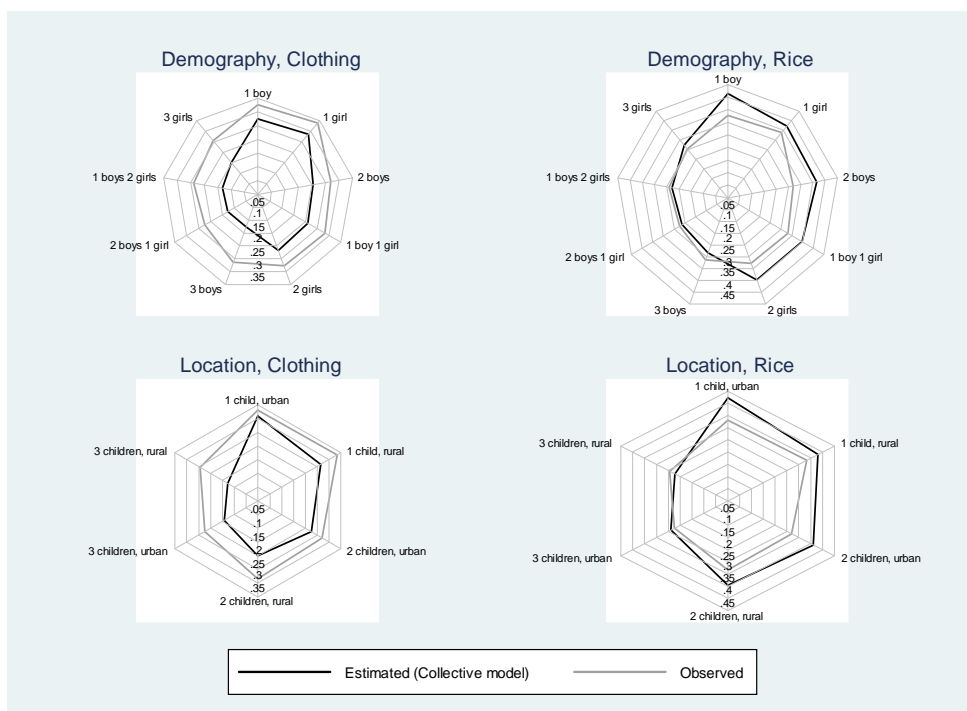 Demography, Clothing
1 boy
1 girl
2 boys
1 boy 1 girl
2 girls
3 boys
2 boys 1 girl
1 boys 2 girls
3 girls
.05
.1
.15
.2
.25
.3
.35
Demography, Rice
1 boy
1 girl
2 boys
1 boy 1 girl
2 girls
3 boys
2 boys 1 girl
1 boys 2 girls
3 girls
.05
.1
.15
.2
.25
.3
.35
.4
.45
Location, Clothing
1 child, urban
1 child, rural
2 children, urban
2 children, rural
3 children, urban
3 children, rural
.05
.1
.15
.2
.25
.3
.35
Location, Rice
1 child, urban
1 child, rural
2 children, urban
2 children, rural
3 children, urban
3 children, rural
.05
.1
.15
.2
.25
.3
.35
.4
.45
Estimated (Collective model)
Observed